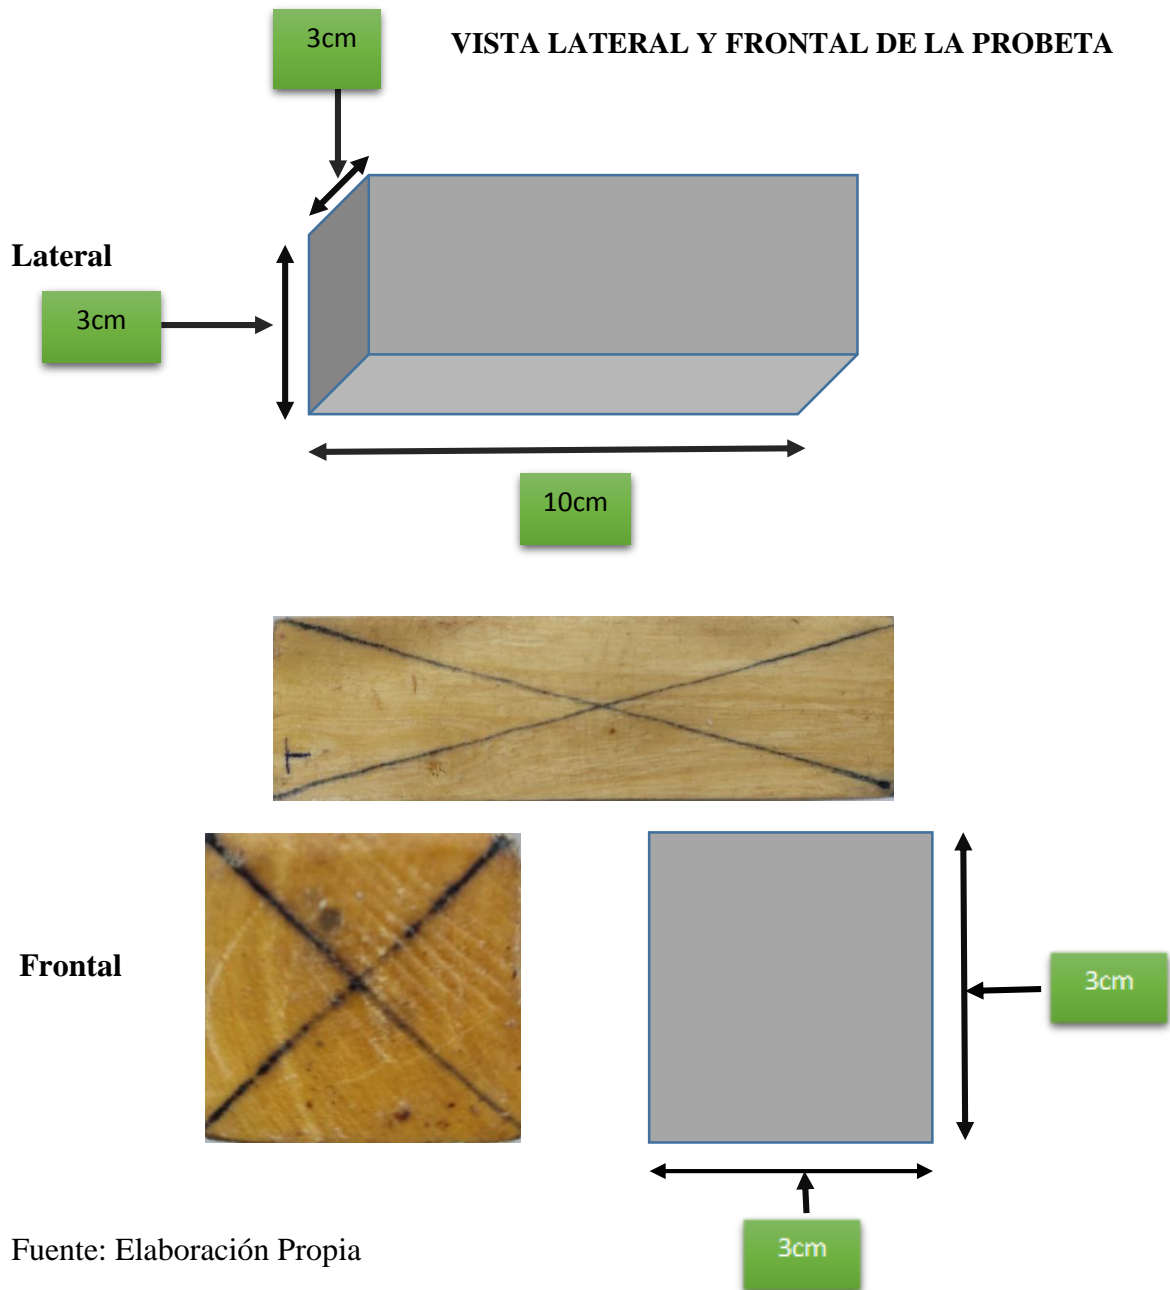 3cm
VISTA LATERAL Y FRONTAL DE LA PROBETA
Lateral
3cm
10cm
T
Frontal
3cm
3cm
Fuente: Elaboración Propia